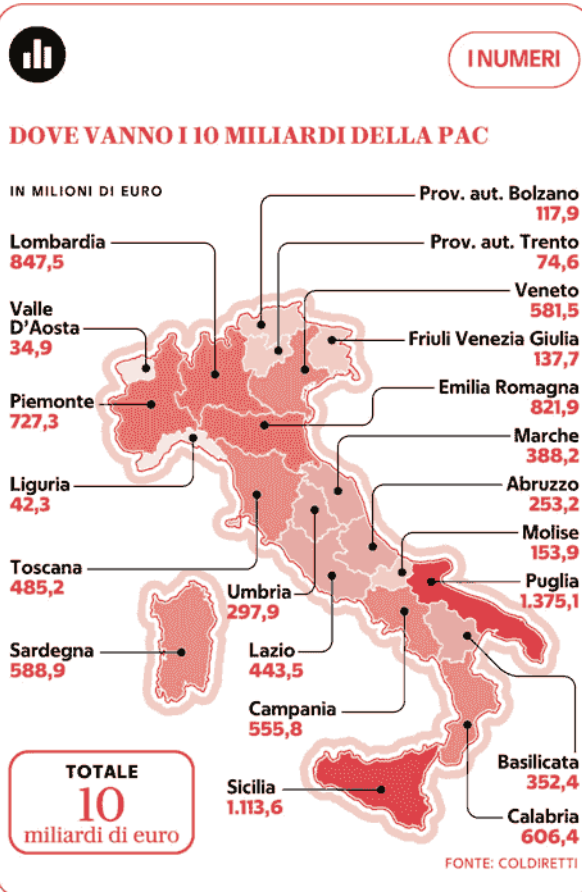 I NUMERI
DOVE VANNO I 10 MILIARDI DELLA PAC
IN MILIONI DI EURO
Prov. aut. Bolzano
117,9
Lombardia
847,5
Prov. aut. Trento
74,6
Veneto
581,5
Valle
D'Aosta
34,9
Friuli Venezia Giulia
137,7
Piemonte
727,3
Emilia Romagna
821,9
Marche
388,2
Liguria
42,3
Abruzzo
253,2
Molise
153,9
Toscana
485,2
Puglia
1.375,1
Umbria
297,9
Sardegna
588,9
Lazio
443,5
Campania
555,8
Basilicata
352,4
TOTALE
10
miliardi di euro
Sicilia
1.113,6
Calabria
606,4
FONTE: COLDIRETTI